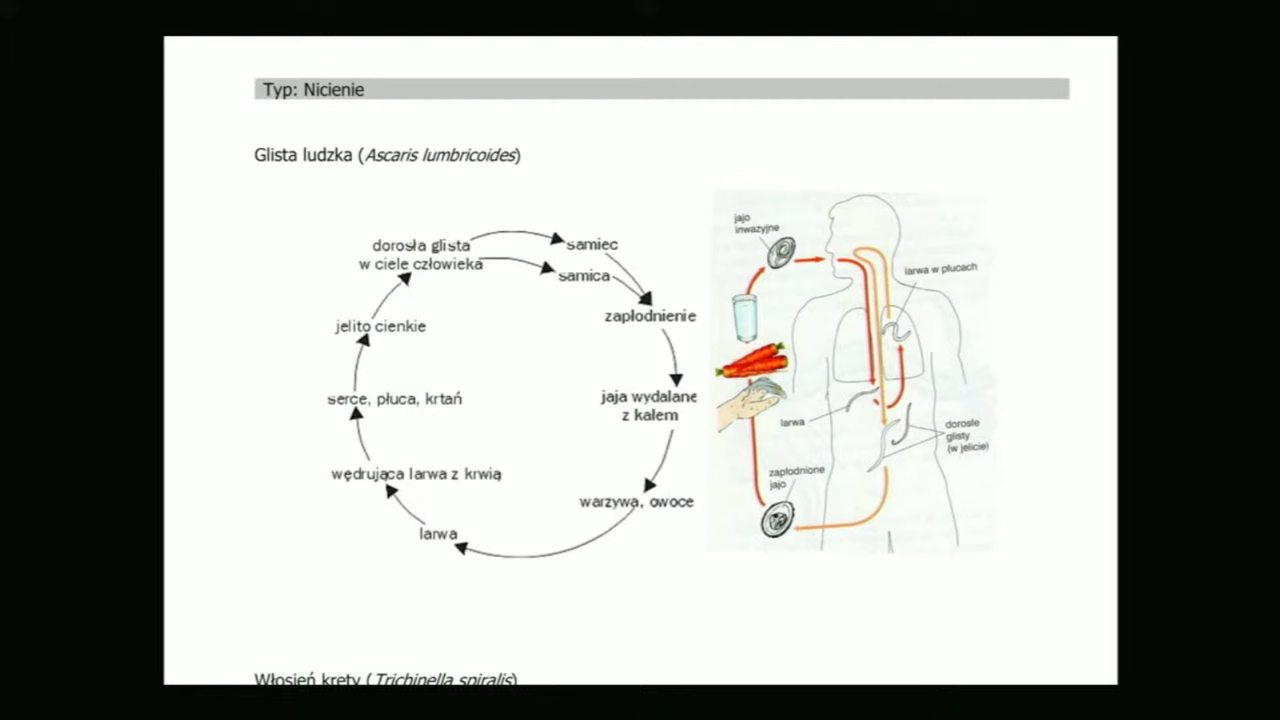 Typ: Nicienie
Glista ludzka (Ascaris lumbricoides)
dorosła glista
w ciele człowieka
samiec
samica
zapłodnienie
jaja wydalane
z kałem
warzywa, owoce
larwa
wędrująca larwa z krwią
serce, płuca, krtań
jelito cienkie
jajo
inwazyjne
larwa w płucach
larwa
dorosłe
glisty
(w jelicie)
zapłodnione
jajo
Włosień kręty (Trichinella spiralis)